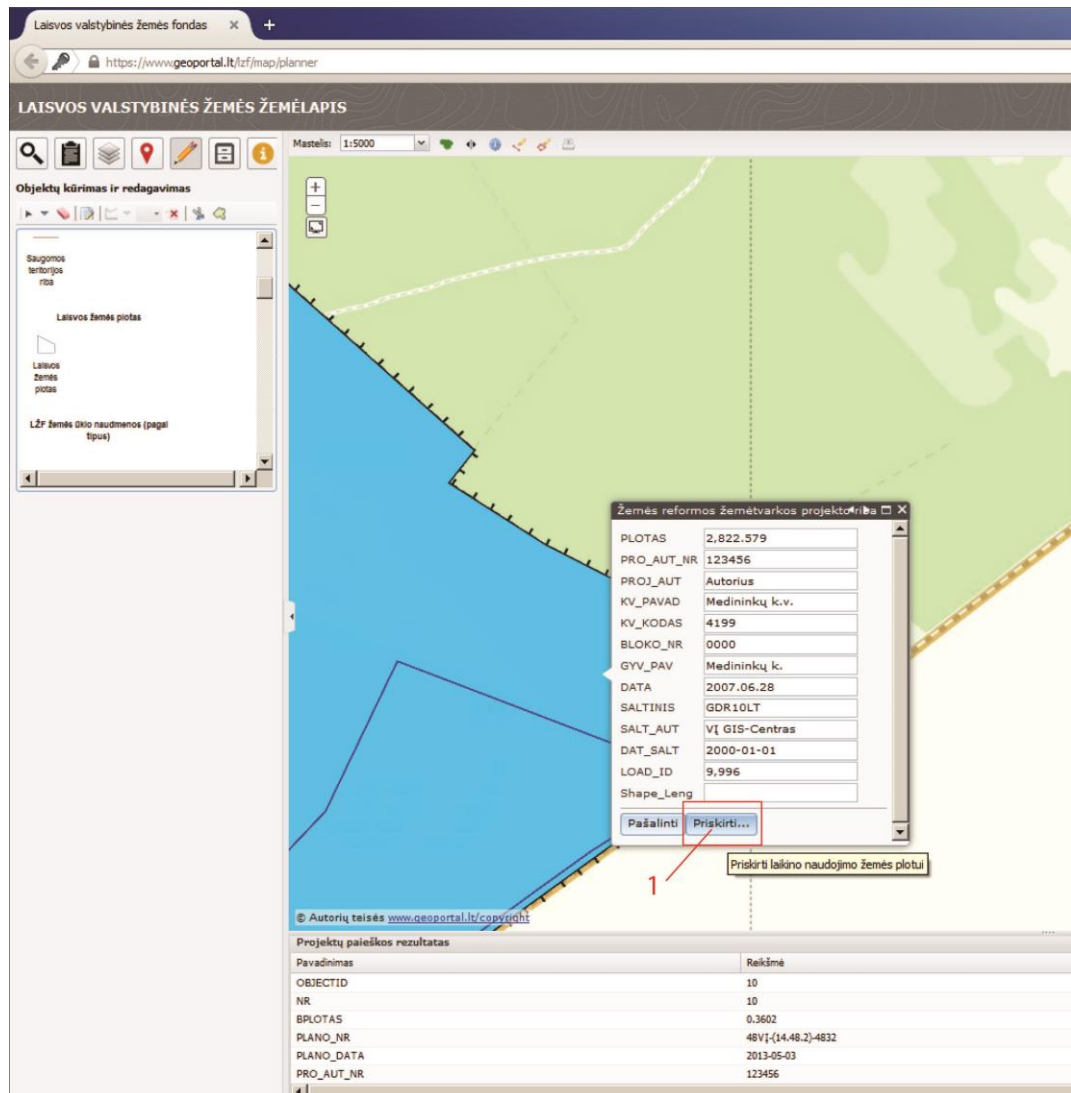 Laisvos valstybinės žemės fondas
https://www.geoportal.lt/lzf/map/planner
LAISVOS VALSTYBINĖS ŽEMĖS ŽEMĖLAPIS
Mastelis: 1:5000
Objektų kūrimas ir redagavimas
Saugomos
teritorijos
riba
Laisvos žemės plotas
Laisvos
žemės
plotas
LŽF žemės ūkio naudmenos (pagal
tipus)
Žemės reformos žemėtvarkos projekto riba
PLOTAS 2,822.579
PRO_AUT_NR 123456
PROJ_AUT Autorius
KV_PAVAD Medininkų k.v.
KV_KODAS 4199
BLOKO_NR 0000
GYV_PAV Medininkų k.
DATA 2007.06.28
SALTINIS GDR10LT
SALT_AUT VĮ GIS-Centras
DAT_SALT 2000-01-01
LOAD_ID 9,996
Shape_Leng
Pašalinti Priskirti...
Priskirti laikino naudojimo žemės plotui
1
© Autorių teisės www.geoportal.lt/copyright
Projektų paieškos rezultatas
Pavadinimas Reikšmė
OBJECTID 10
NR 10
BPLOTAS 0.3602
PLANO_NR 48VĮ-(14.48.2)-4832
PLANO_DATA 2013-05-03
PRO_AUT_NR 123456